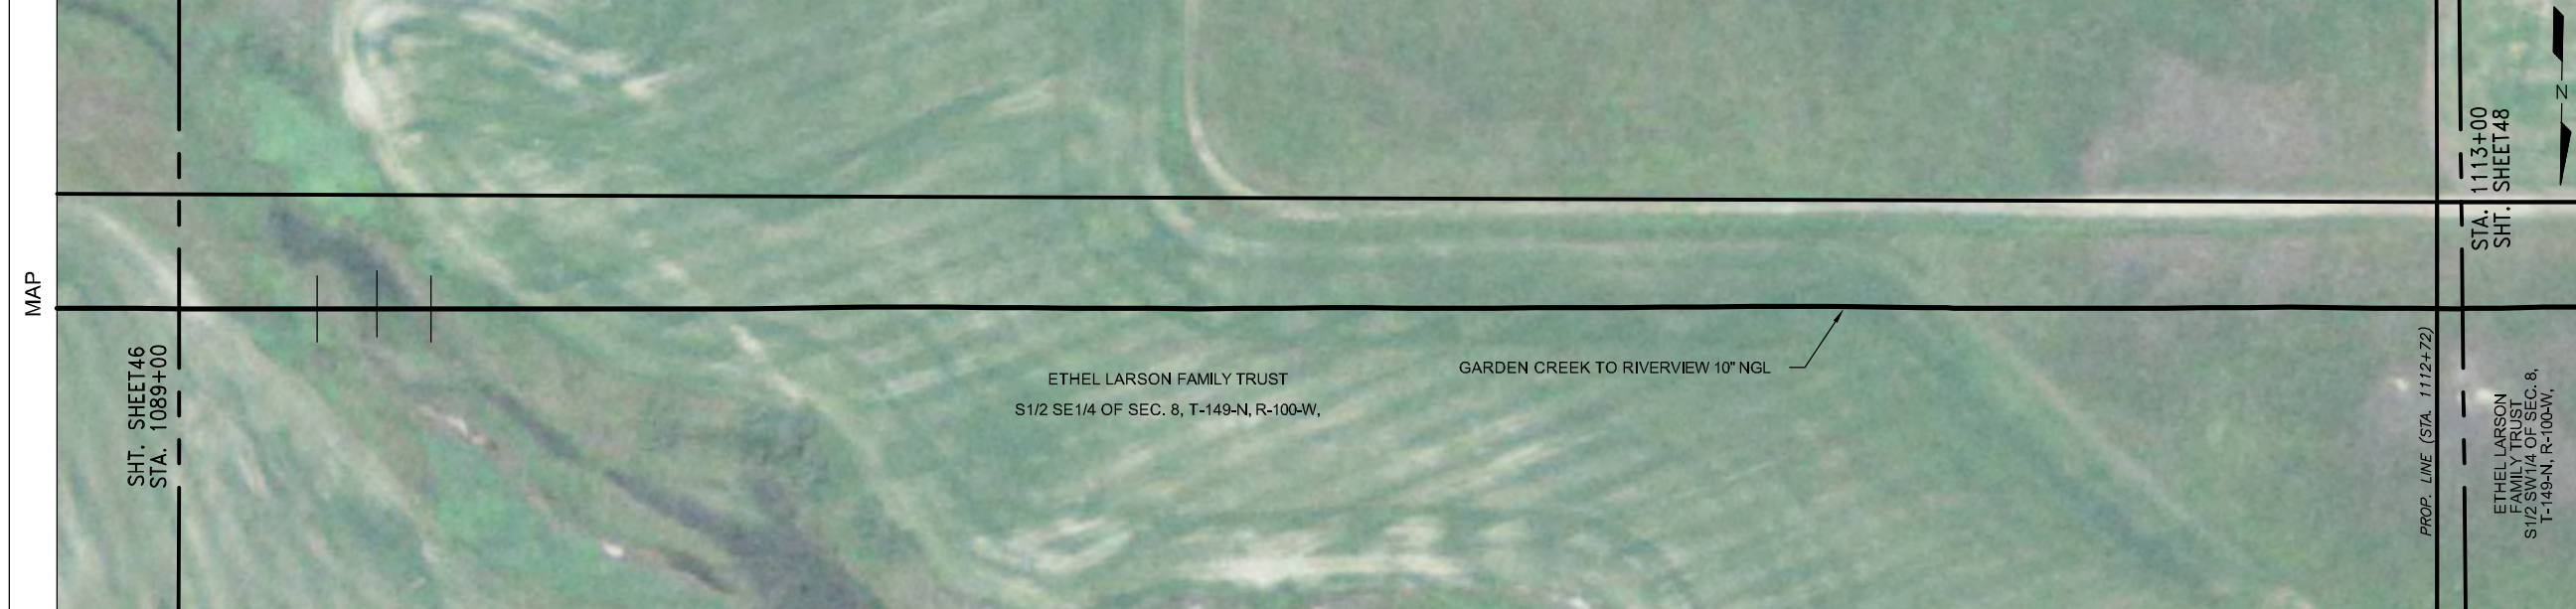 MAP
SHT. SHEET46
STA. 1089+00
ETHEL LARSON FAMILY TRUST
S1/2 SE1/4 OF SEC. 8, T-149-N, R-100-W,
GARDEN CREEK TO RIVERVIEW 10" NGL
PROP. LINE (STA. 1112+72)
STA. 1113+00
SHT. SHEET48
ETHEL LARSON
FAMILY TRUST
S1/2 SW1/4 OF SEC. 8,
T-149-N, R-100-W,
N